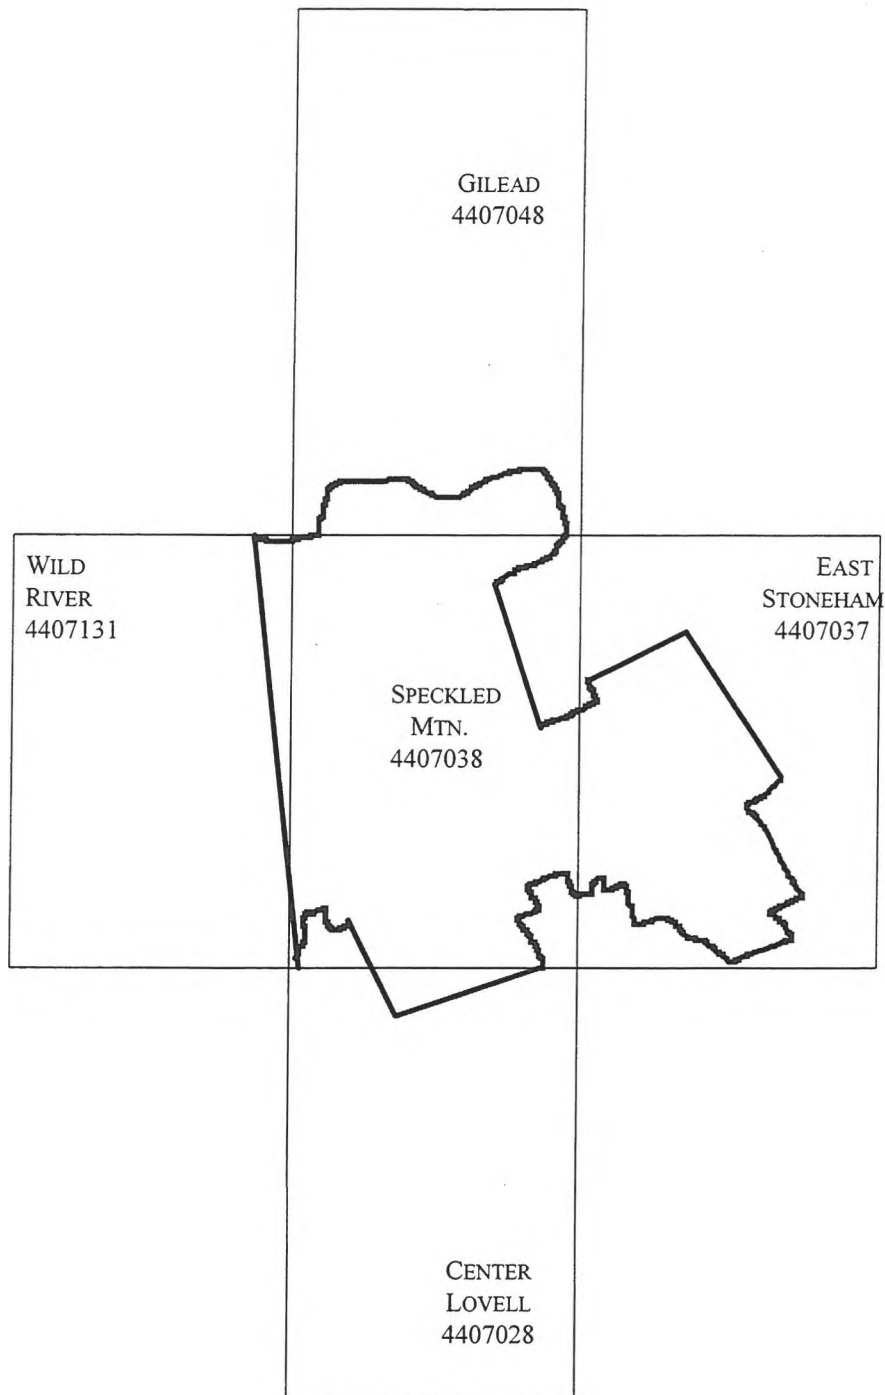 GILEAD
4407048
WILD
RIVER
4407131
EAST
STONEHAM
4407037
SPECKLED
MTN.
4407038
CENTER
LOVELL
4407028